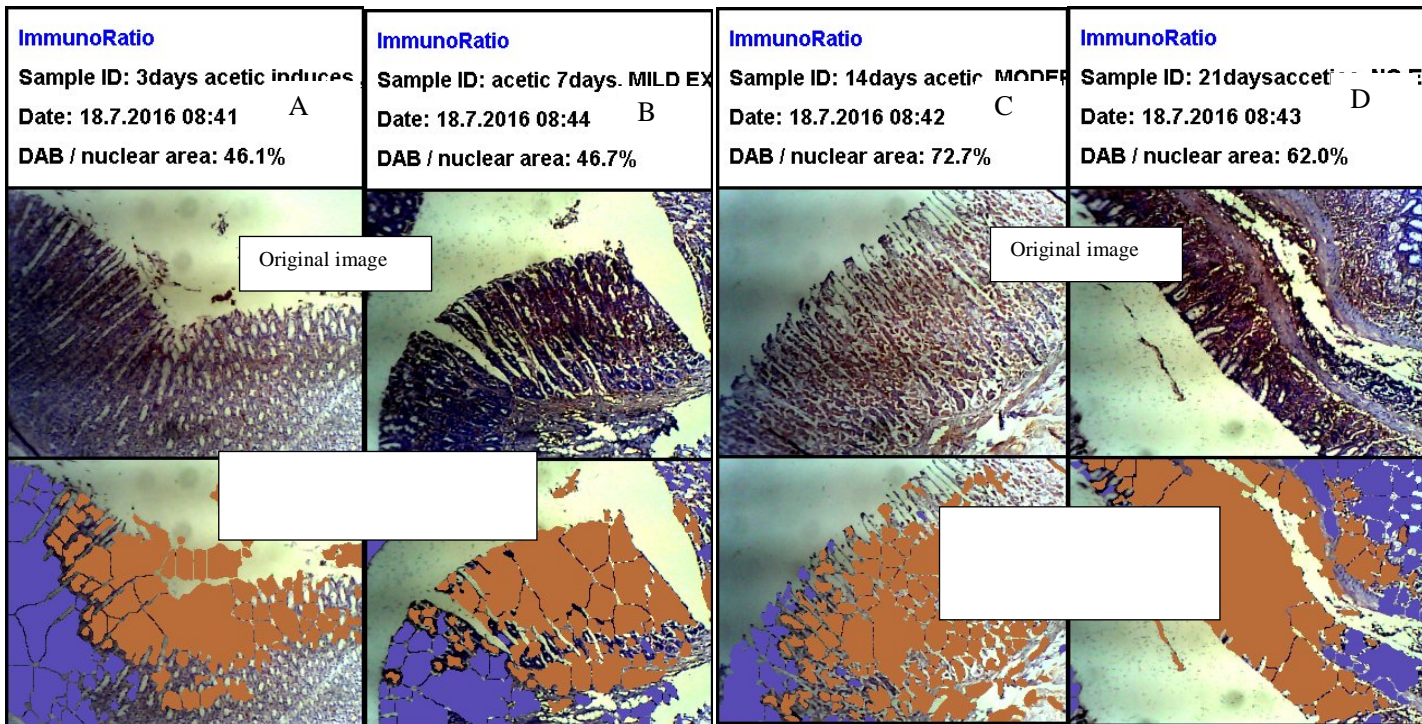 ImmunoRatio
Sample ID: 3days acetic induces
A
Date: 18.7.2016 08:41
DAB / nuclear area: 46.1%
ImmunoRatio
Sample ID: acetic 7days. MILD EX
B
Date: 18.7.2016 08:44
DAB / nuclear area: 46.7%
ImmunoRatio
Sample ID: 14days acetic
C
Date: 18.7.2016 08:42
DAB / nuclear area: 72.7%
ImmunoRatio
Sample ID:
D
Date: 18.7.2016 08:43
DAB / nuclear area: 62.0%
Original image
Original image